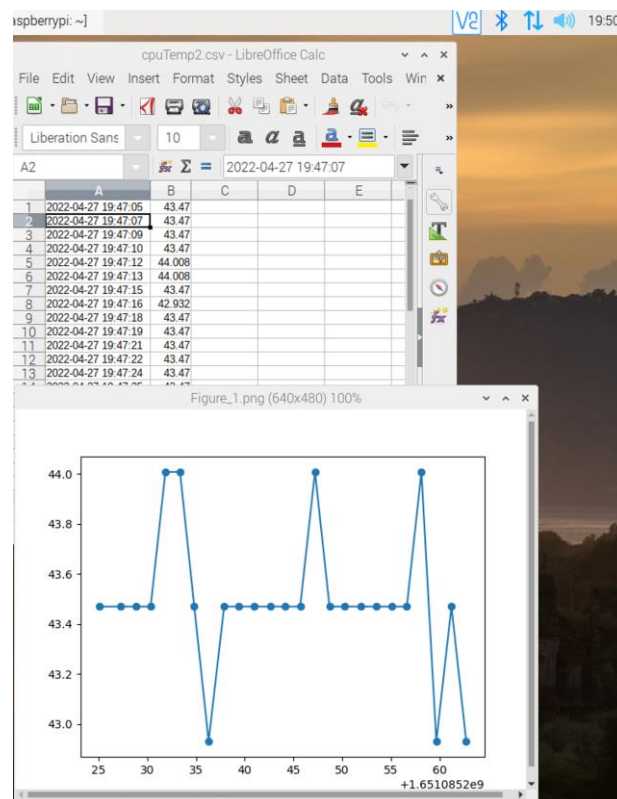 aspberrypi: ~]
19:50
cpuTemp2.csv - LibreOffice Calc
File Edit View Insert Format Styles Sheet Data Tools Win
Liberation Sans 10
A2 2022-04-27 19:47:07
A B C D E
1 2022-04-27 19:47:05 43.47
2 2022-04-27 19:47:07 43.47
3 2022-04-27 19:47:09 43.47
4 2022-04-27 19:47:10 43.47
5 2022-04-27 19:47:12 44.008
6 2022-04-27 19:47:13 44.008
7 2022-04-27 19:47:15 43.47
8 2022-04-27 19:47:16 42.932
9 2022-04-27 19:47:18 43.47
10 2022-04-27 19:47:19 43.47
11 2022-04-27 19:47:21 43.47
12 2022-04-27 19:47:22 43.47
13 2022-04-27 19:47:24 43.47
Figure_1.png (640x480) 100%
44.0
43.8
43.6
43.4
43.2
43.0
25 30 35 40 45 50 55 60
+1.6510852e9